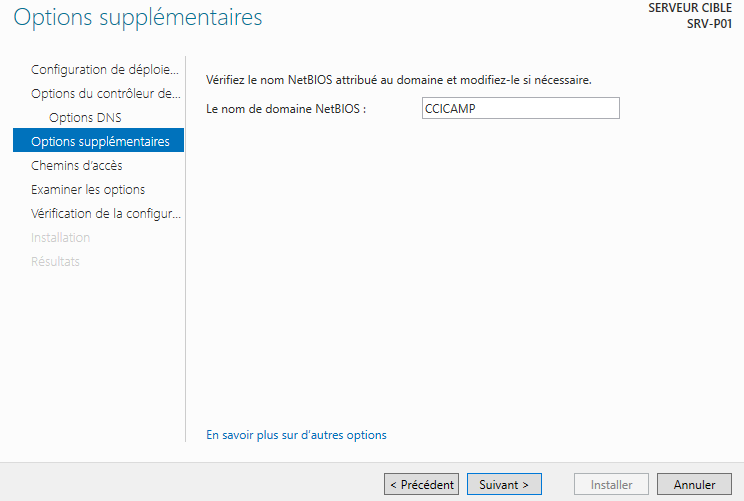 Options supplémentaires
SERVEUR CIBLE
SRV-P01
Configuration de déploie...
Options du contrôleur de...
Options DNS
Options supplémentaires
Chemins d’accès
Examiner les options
Vérification de la configur...
Installation
Résultats
Vérifiez le nom NetBIOS attribué au domaine et modifiez-le si nécessaire.
Le nom de domaine NetBIOS : CCICAMP
En savoir plus sur d’autres options
< Précédent Suivant > Installer Annuler